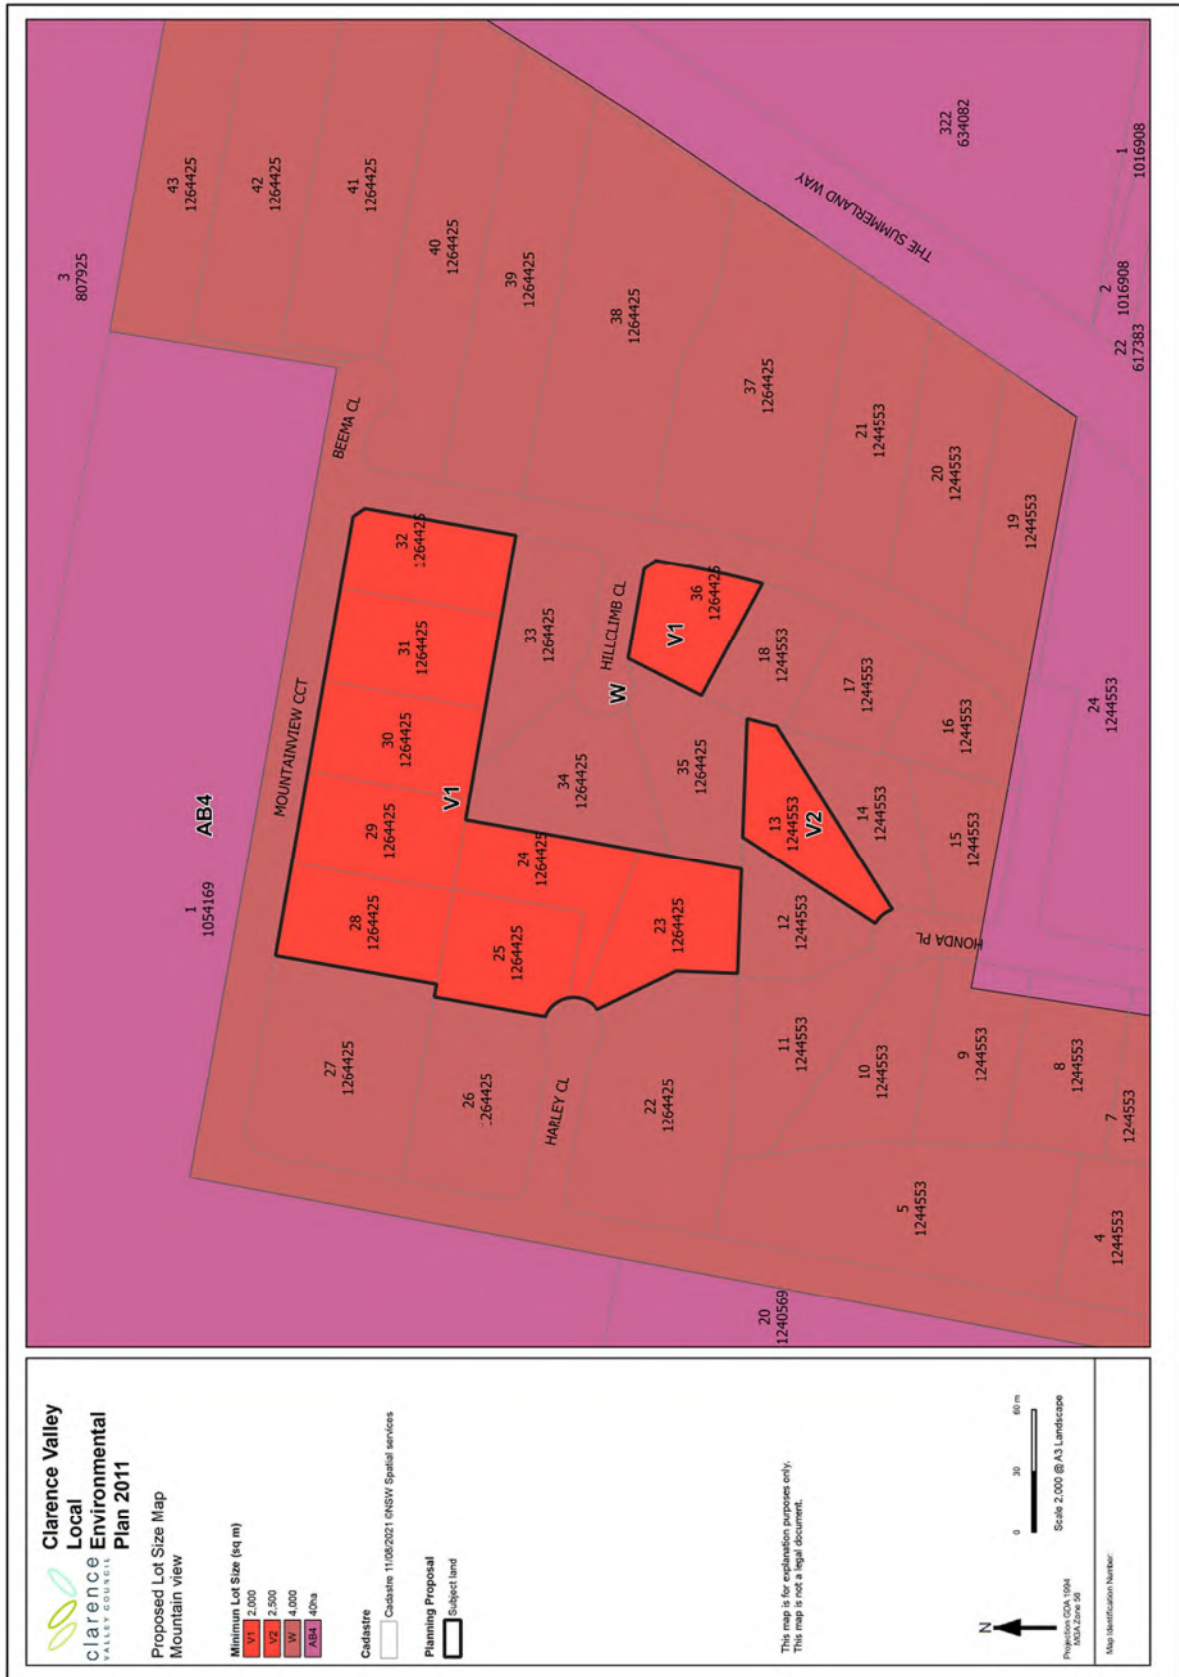 Clarence Valley
Local
Environmental
Plan 2011
clarence
VALLEY COUNCIL
Proposed Lot Size Map
Mountain view
Minimun Lot Size (sq m)
V1 2,000
V2 2,500
W 4,000
AB4 40ha
Cadastre
Cadastre 11/08/2021 ©NSW Spatial services
Planning Proposal
Subject land
This map is for explanation purposes only.
This map is not a legal document.
N
0 30 60 m
Scale 2,000 @ A3 Landscape
Projection GDA 1994
MGA Zone 56
Map Identification Number:
3
807925
1
1054169
AB4
MOUNTAINVIEW CCT
BEEMA CL
43
1264425
42
1264425
41
1264425
40
1264425
39
1264425
38
1264425
37
1264425
21
1244553
20
1244553
19
1244553
THE SUMMERLAND WAY
322
634082
1
1016908
2
1016908
22
617383
24
1244553
27
1264425
28
1264425
29
1264425
30
1264425
31
1264425
32
1264425
V1
26
1264425
25
1264425
24
1264425
34
1264425
33
1264425
HARLEY CL
HILLCLIMB CL
W
22
1264425
23
1264425
35
1264425
V1
36
1264425
11
1244553
12
1244553
13
1244553
V2
18
1244553
17
1244553
10
1244553
14
1244553
16
1244553
9
1244553
15
1244553
HONDA PL
8
1244553
7
1244553
5
1244553
4
1244553
20
1240569